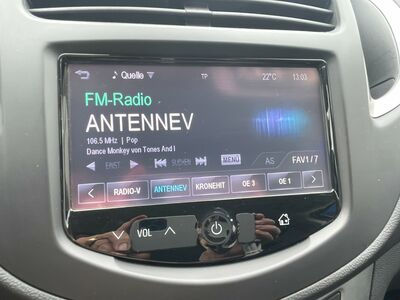 ♪ Quelle ▼ TP 22°C 13:03
FM-Radio
ANTENNEV
106.5 MHz | Pop
Dance Monkey von Tones And I
◀ EINST ▶ |◀◀ SUCHEN ▶▶| MENÜ AS FAV1/7
< RADIO-V ANTENNEV KRONEHIT OE 3 OE 1 >
VOL